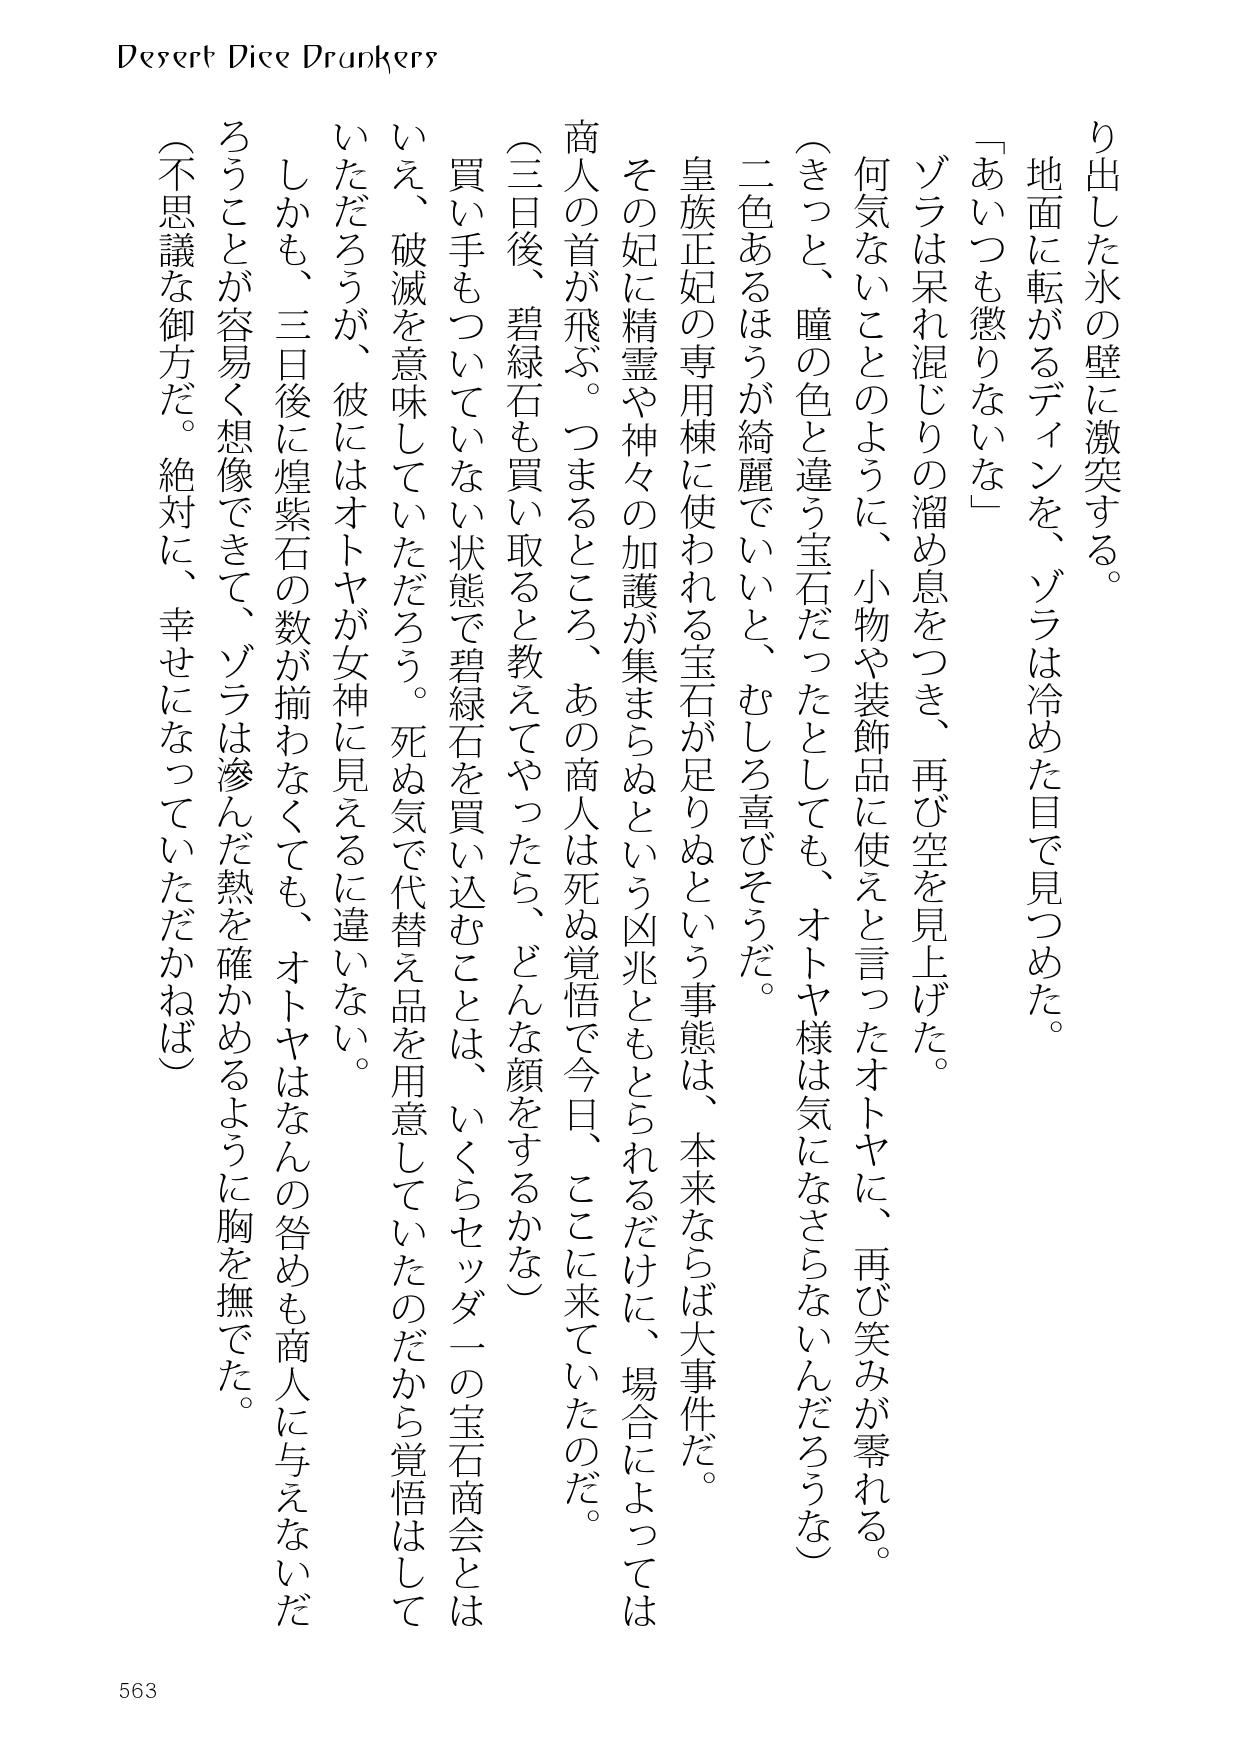 Desert Dice Drunkers
り出した氷の壁に激突する。
地面に転がるディンを、ゾラは冷めた目で見つめた。
「あいつも懲りないな」
ゾラは呆れ混じりの溜め息をつき、再び空を見上げた。
何気ないことのように、小物や装飾品に使えと言ったオトヤに、再び笑みが零れる。
（きっと、瞳の色と違う宝石だったとしても、オトヤ様は気になさらないんだろうな）
二色あるほうが綺麗でいいと、むしろ喜びそうだ。
皇族正妃の専用棟に使われる宝石が足りぬという事態は、本来ならば大事件だ。
その妃に精霊や神々の加護が集まらぬという凶兆ともとられるだけに、場合によっては
商人の首が飛ぶ。つまるところ、あの商人は死ぬ覚悟で今日、ここに来ていたのだ。
（三日後、碧緑石も買い取ると教えてやったら、どんな顔をするかな）
買い手もついていない状態で碧緑石を買い込むことは、いくらセッダ一の宝石商会とは
いえ、破滅を意味していただろう。死ぬ気で代替え品を用意していたのだから覚悟はして
いただろうが、彼にはオトヤが女神に見えるに違いない。
しかも、三日後に煌紫石の数が揃わなくても、オトヤはなんの咎めも商人に与えないだ
ろうことが容易く想像できて、ゾラは滲んだ熱を確かめるように胸を撫でた。
（不思議な御方だ。絶対に、幸せになっていただかねば）
563